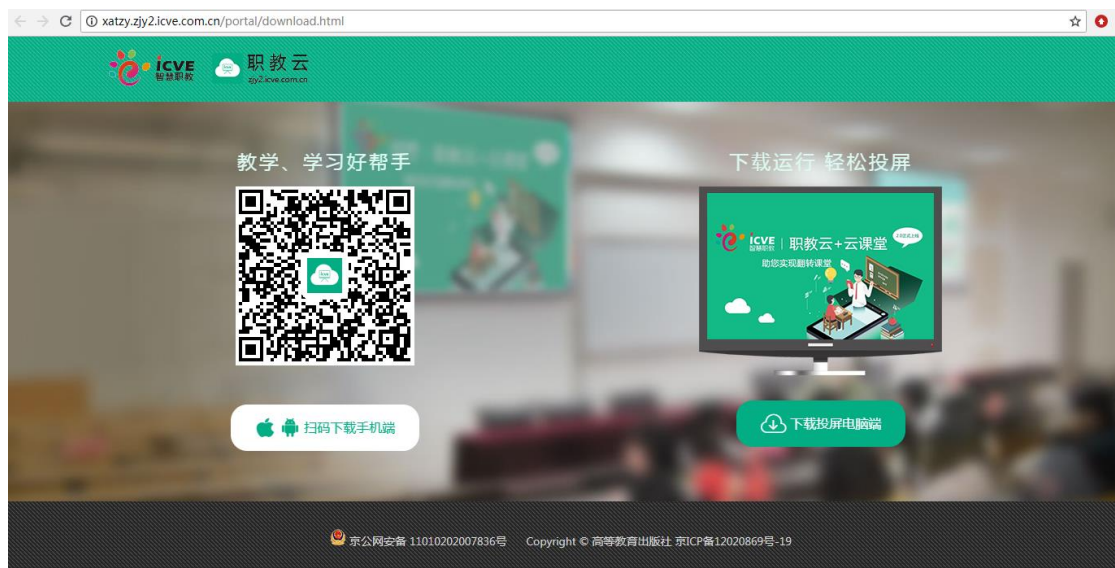 xatzy.zjy2.icve.com.cn/portal/download.html
icve
智慧职教
职教云
zjy2.icve.com.cn
教学、学习好帮手
下载运行 轻松投屏
icve
智慧职教
职教云+云课堂
助您实现翻转课堂
扫码下载手机端
下载投屏电脑端
京公网安备 11010202007836号 Copyright © 高等教育出版社 京ICP备12020869号-19